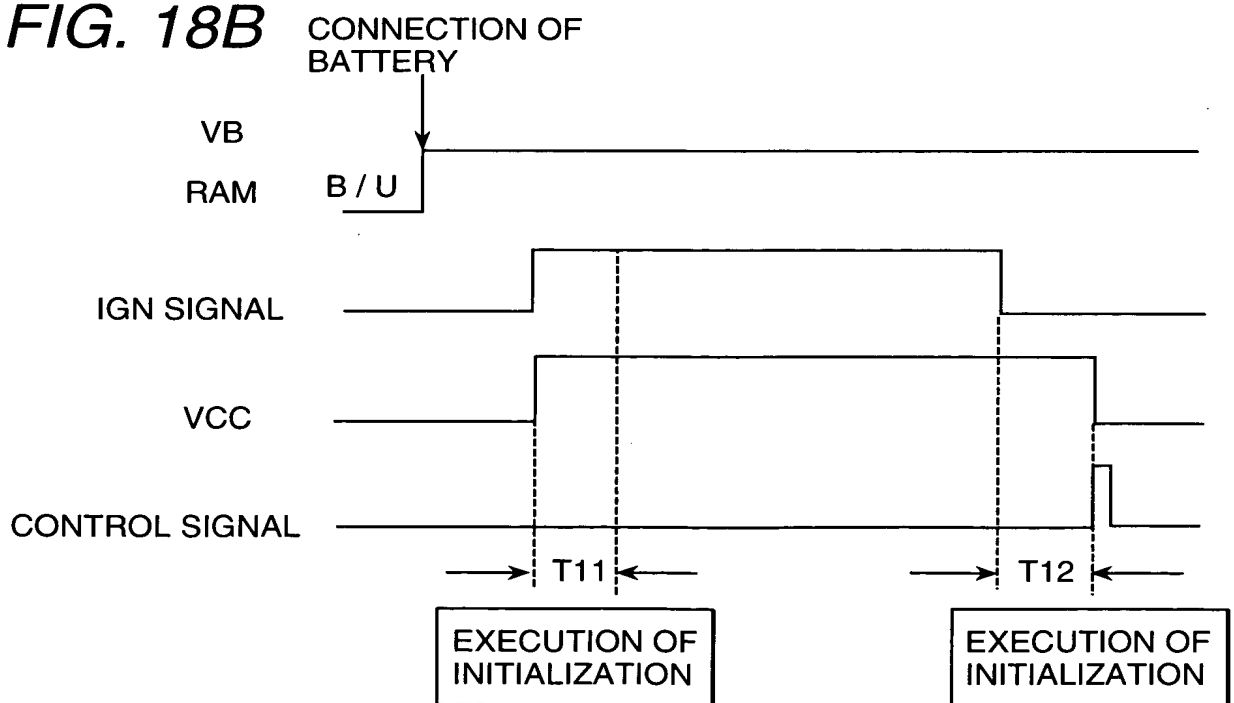 FIG. 18B
CONNECTION OF
BATTERY
VB
RAM B / U
IGN SIGNAL
VCC
CONTROL SIGNAL
T11 T12
EXECUTION OF
INITIALIZATION
EXECUTION OF
INITIALIZATION